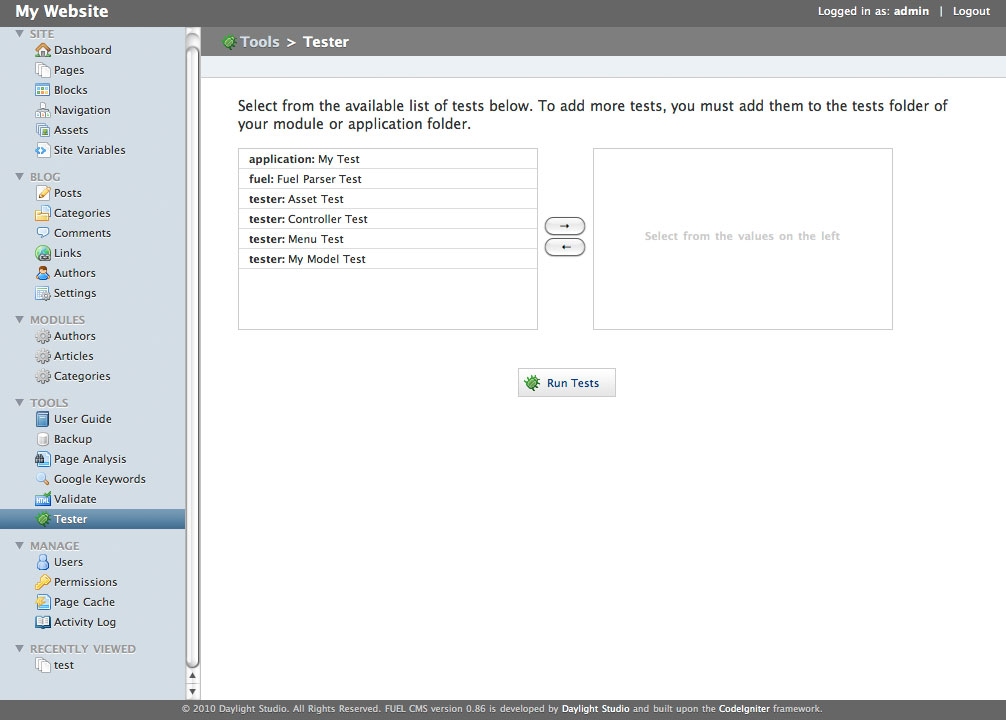 My Website
Logged in as: admin | Logout
SITE
Dashboard
Pages
Blocks
Navigation
Assets
Site Variables
BLOG
Posts
Categories
Comments
Links
Authors
Settings
MODULES
Authors
Articles
Categories
TOOLS
User Guide
Backup
Page Analysis
Google Keywords
Validate
Tester
MANAGE
Users
Permissions
Page Cache
Activity Log
RECENTLY VIEWED
test
Tools > Tester
Select from the available list of tests below. To add more tests, you must add them to the tests folder of
your module or application folder.
application: My Test
fuel: Fuel Parser Test
tester: Asset Test
tester: Controller Test
tester: Menu Test
tester: My Model Test
Select from the values on the left
Run Tests
© 2010 Daylight Studio. All Rights Reserved. FUEL CMS version 0.86 is developed by Daylight Studio and built upon the CodeIgniter framework.